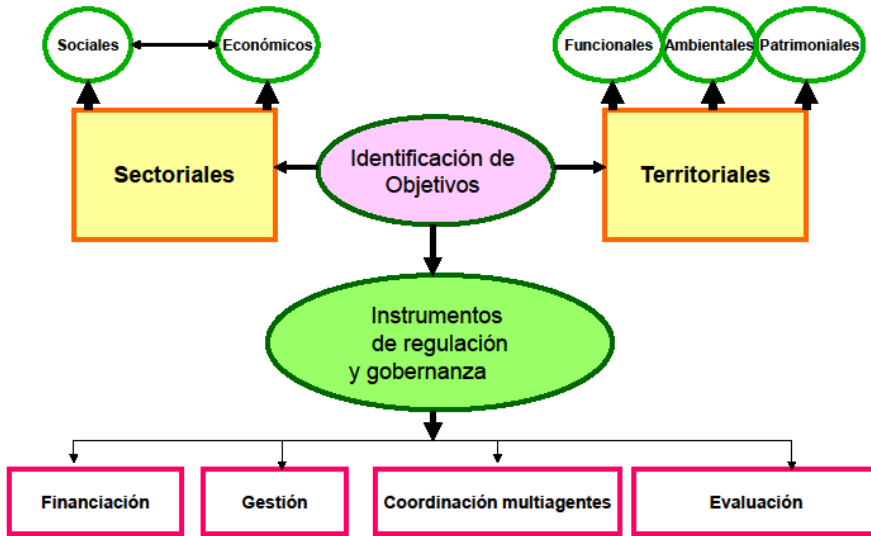 Sociales
Económicos
Funcionales
Ambientales
Patrimoniales
Sectoriales
Identificación de
Objetivos
Territoriales
Instrumentos
de regulación
y gobernanza
Financiación
Gestión
Coordinación multiagentes
Evaluación